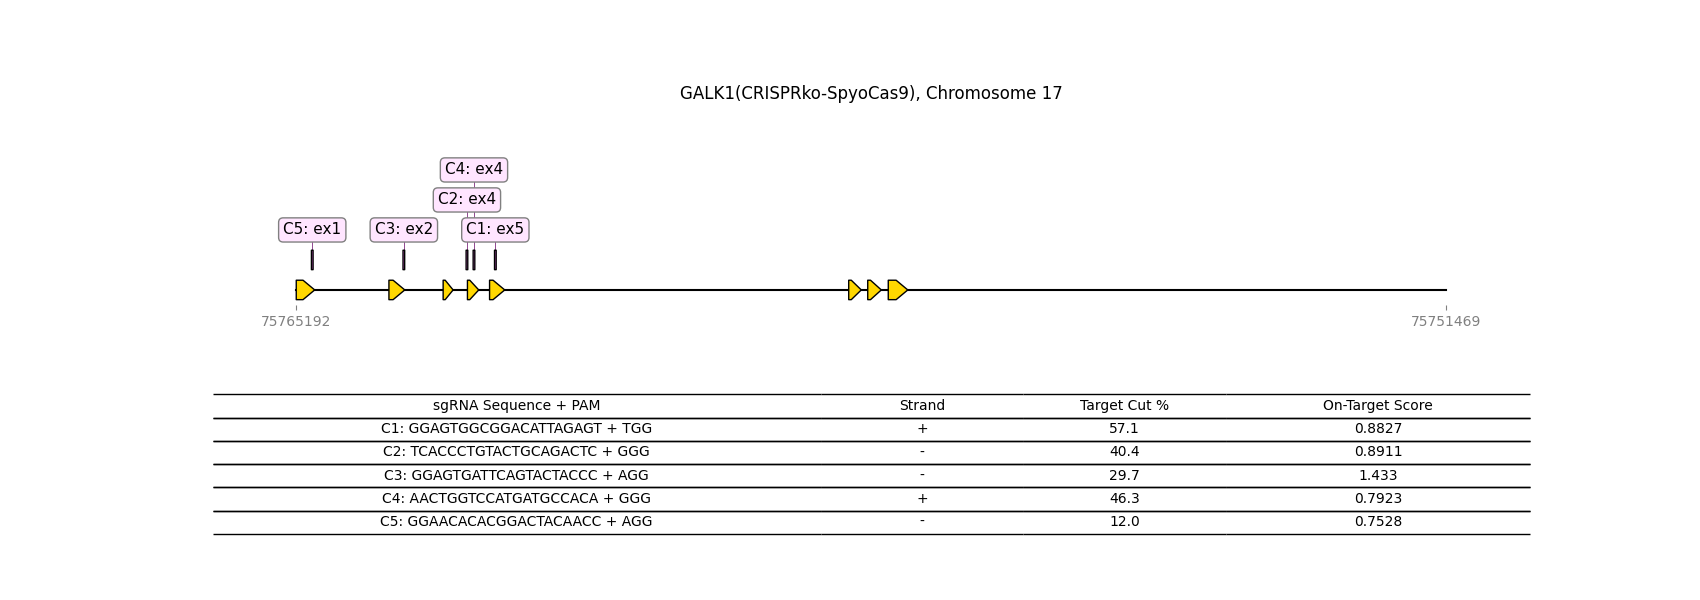 GALK1(CRISPRko-SpyoCas9), Chromosome 17
C4: ex4
C2: ex4
C5: ex1 C3: ex2 C1: ex5
75765192 75751469
sgRNA Sequence + PAM Strand Target Cut % On-Target Score
C1: GGAGTGGCGGACATTAGAGT + TGG + 57.1 0.8827
C2: TCACCCTGTACTGCAGACTC + GGG - 40.4 0.8911
C3: GGAGTGATTCAGTACTACCC + AGG - 29.7 1.433
C4: AACTGGTCCATGATGCCACA + GGG + 46.3 0.7923
C5: GGAACACACGGACTACAACC + AGG - 12.0 0.7528